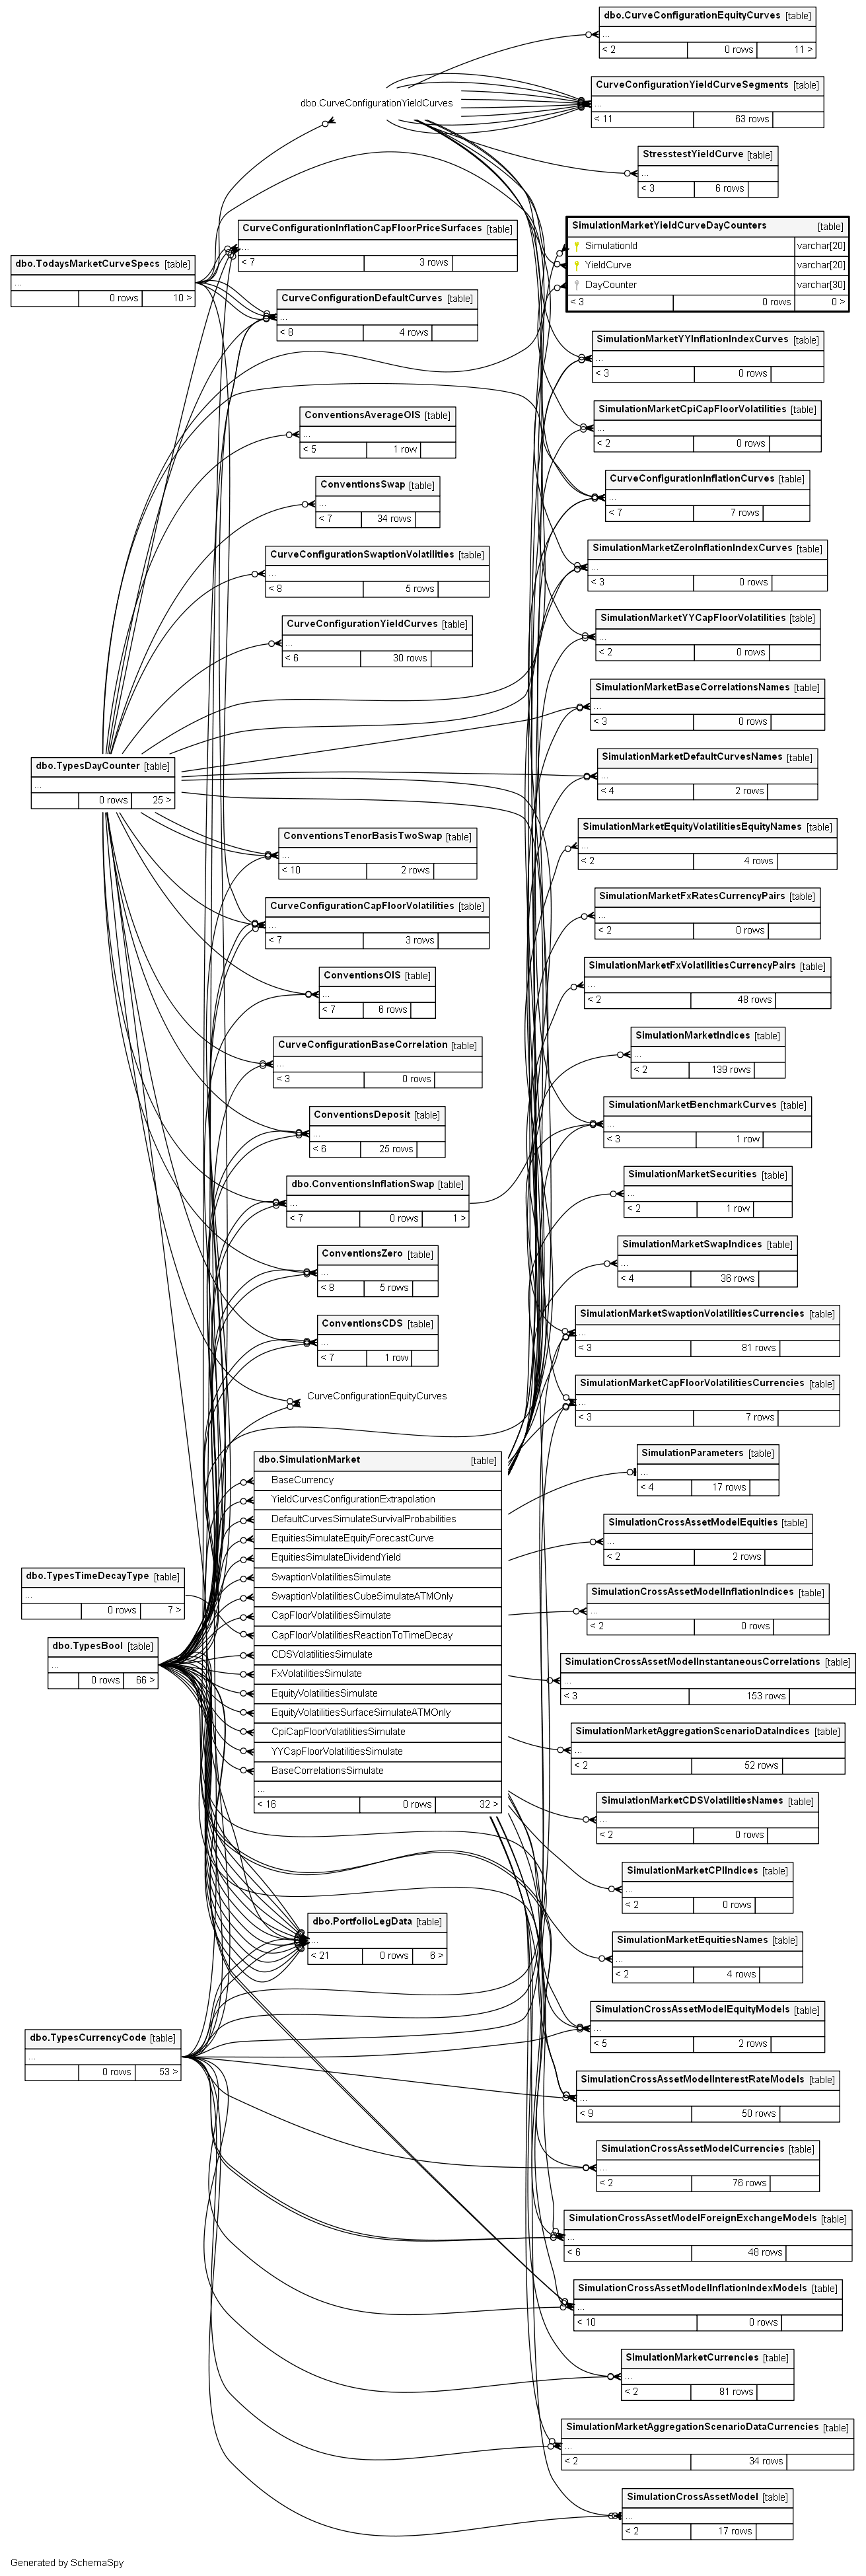 dbo.CurveConfigurationEquityCurves [table]
...
< 2 0 rows 11 >
dbo.CurveConfigurationYieldCurves
CurveConfigurationYieldCurveSegments [table]
...
< 11 63 rows
StresstestYieldCurve [table]
...
< 3 6 rows
SimulationMarketYieldCurveDayCounters [table]
SimulationId varchar[20]
YieldCurve varchar[20]
DayCounter varchar[30]
< 3 0 rows 0 >
CurveConfigurationInflationCapFloorPriceSurfaces [table]
...
< 7 3 rows
dbo.TodaysMarketCurveSpecs [table]
...
0 rows 10 >
CurveConfigurationDefaultCurves [table]
...
< 8 4 rows
SimulationMarketYYInflationIndexCurves [table]
...
< 3 0 rows
ConventionsAverageOIS [table]
...
< 5 1 row
SimulationMarketCpiCapFloorVolatilities [table]
...
< 2 0 rows
ConventionsSwap [table]
...
< 7 34 rows
CurveConfigurationInflationCurves [table]
...
< 7 7 rows
CurveConfigurationSwaptionVolatilities [table]
...
< 8 5 rows
SimulationMarketZeroInflationIndexCurves [table]
...
< 3 0 rows
CurveConfigurationYieldCurves [table]
...
< 6 30 rows
SimulationMarketYYCapFloorVolatilities [table]
...
< 2 0 rows
SimulationMarketBaseCorrelationsNames [table]
...
< 3 0 rows
dbo.TypesDayCounter [table]
...
0 rows 25 >
SimulationMarketDefaultCurvesNames [table]
...
< 4 2 rows
ConventionsTenorBasisTwoSwap [table]
...
< 10 2 rows
SimulationMarketEquityVolatilitiesEquityNames [table]
...
< 2 4 rows
CurveConfigurationCapFloorVolatilities [table]
...
< 7 3 rows
SimulationMarketFxRatesCurrencyPairs [table]
...
< 2 0 rows
ConventionsOIS [table]
...
< 7 6 rows
SimulationMarketFxVolatilitiesCurrencyPairs [table]
...
< 2 48 rows
CurveConfigurationBaseCorrelation [table]
...
< 3 0 rows
SimulationMarketIndices [table]
...
< 2 139 rows
ConventionsDeposit [table]
...
< 6 25 rows
SimulationMarketBenchmarkCurves [table]
...
< 3 1 row
dbo.ConventionsInflationSwap [table]
...
< 7 0 rows 1 >
SimulationMarketSecurities [table]
...
< 2 1 row
ConventionsZero [table]
...
< 8 5 rows
SimulationMarketSwapIndices [table]
...
< 4 36 rows
ConventionsCDS [table]
...
< 7 1 row
SimulationMarketSwaptionVolatilitiesCurrencies [table]
...
< 3 81 rows
CurveConfigurationEquityCurves
SimulationMarketCapFloorVolatilitiesCurrencies [table]
...
< 3 7 rows
dbo.SimulationMarket [table]
BaseCurrency
YieldCurvesConfigurationExtrapolation
DefaultCurvesSimulateSurvivalProbabilities
EquitiesSimulateEquityForecastCurve
EquitiesSimulateDividendYield
SwaptionVolatilitiesSimulate
SwaptionVolatilitiesCubeSimulateATMOnly
CapFloorVolatilitiesSimulate
CapFloorVolatilitiesReactionToTimeDecay
CDSVolatilitiesSimulate
FxVolatilitiesSimulate
EquityVolatilitiesSimulate
EquityVolatilitiesSurfaceSimulateATMOnly
CpiCapFloorVolatilitiesSimulate
YYCapFloorVolatilitiesSimulate
BaseCorrelationsSimulate
...
< 16 0 rows 32 >
SimulationParameters [table]
...
< 4 17 rows
SimulationCrossAssetModelEquities [table]
...
< 2 2 rows
dbo.TypesTimeDecayType [table]
...
0 rows 7 >
SimulationCrossAssetModelInflationIndices [table]
...
< 2 0 rows
dbo.TypesBool [table]
...
0 rows 66 >
SimulationCrossAssetModelInstantaneousCorrelations [table]
...
< 3 153 rows
SimulationMarketAggregationScenarioDataIndices [table]
...
< 2 52 rows
SimulationMarketCDSVolatilitiesNames [table]
...
< 2 0 rows
SimulationMarketCPIIndices [table]
...
< 2 0 rows
dbo.PortfolioLegData [table]
...
< 21 0 rows 6 >
SimulationMarketEquitiesNames [table]
...
< 2 4 rows
SimulationCrossAssetModelEquityModels [table]
...
< 5 2 rows
dbo.TypesCurrencyCode [table]
...
0 rows 53 >
SimulationCrossAssetModelInterestRateModels [table]
...
< 9 50 rows
SimulationCrossAssetModelCurrencies [table]
...
< 2 76 rows
SimulationCrossAssetModelForeignExchangeModels [table]
...
< 6 48 rows
SimulationCrossAssetModelInflationIndexModels [table]
...
< 10 0 rows
SimulationMarketCurrencies [table]
...
< 2 81 rows
SimulationMarketAggregationScenarioDataCurrencies [table]
...
< 2 34 rows
SimulationCrossAssetModel [table]
...
< 2 17 rows
Generated by SchemaSpy